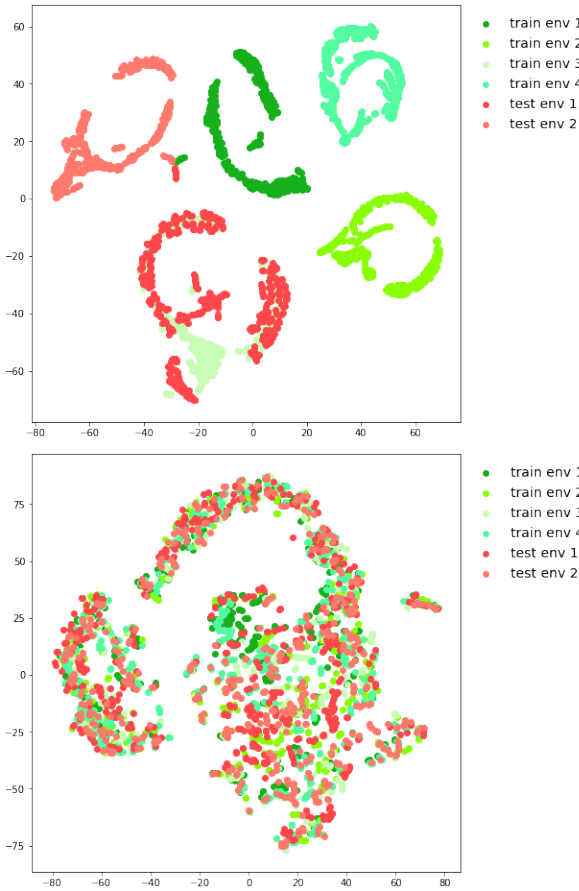 60
40
20
0
−20
−40
−60
−80 −60 −40 −20 0 20 40 60
train env 1
train env 2
train env 3
train env 4
test env 1
test env 2
75
50
25
0
−25
−50
−75
−80 −60 −40 −20 0 20 40 60 80
train env 1
train env 2
train env 3
train env 4
test env 1
test env 2